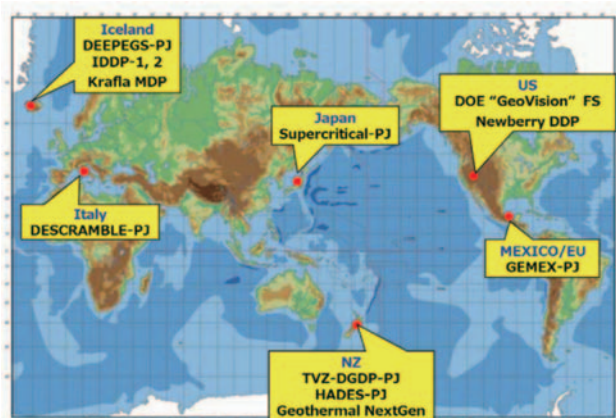 Iceland
DEEPEGS-PJ
IDDP-1, 2
Krafla MDP
US
DOE “GeoVision” FS
Newberry DDP
Japan
Supercritical-PJ
Italy
DESCRAMBLE-PJ
MEXICO/EU
GEMEX-PJ
NZ
TVZ-DGDP-PJ
HADES-PJ
Geothermal NextGen